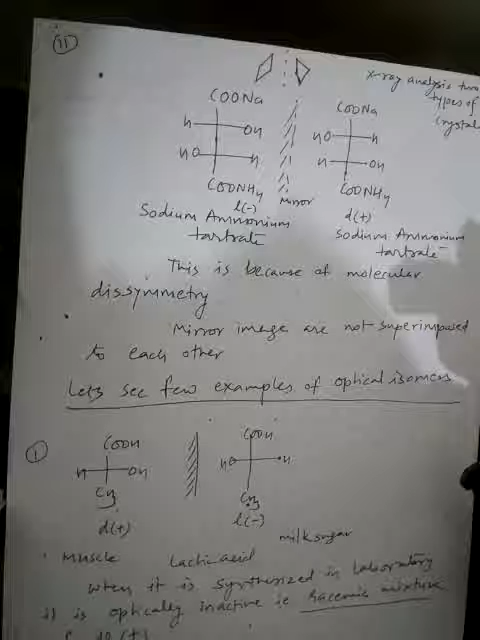 11
x-ray analysis two
types of
crystal
COONa
COONa
H OH
HO H
HO H
H OH
COONH4
COONH4
l(-)
Mirror
d(+)
Sodium Ammonium
tartrate
Sodium Ammonium
tartrate
This is because of molecular
dissymmetry
Mirror image are not superimposed
to each other
Lets see few examples of optical isomers
1
COOH
COOH
H OH
HO H
CH3
CH3
d(+)
l(-)
milk sugar
Muscle Lactic acid
When it is synthesized in laboratory
it is optically inactive ie Racemic mixture